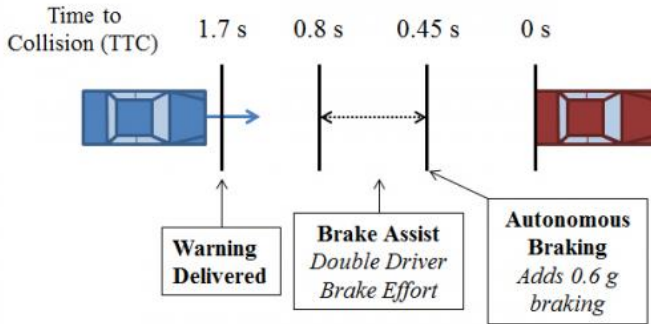 Time to
Collision (TTC)
1.7 s
0.8 s
0.45 s
0 s
Warning
Delivered
Brake Assist
Double Driver
Brake Effort
Autonomous
Braking
Adds 0.6 g
braking